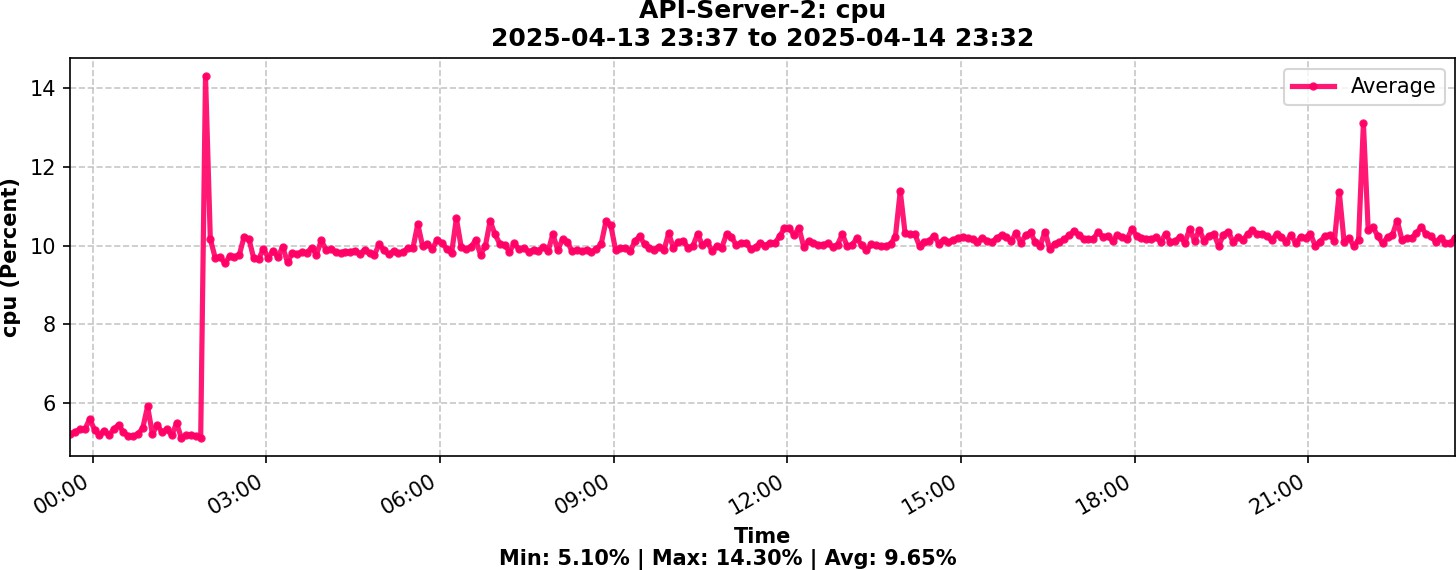 API-Server-2: cpu
2025-04-13 23:37 to 2025-04-14 23:32
Average
cpu (Percent)
14
12
10
8
6
00:00
03:00
06:00
09:00
12:00
15:00
18:00
21:00
Time
Min: 5.10% | Max: 14.30% | Avg: 9.65%